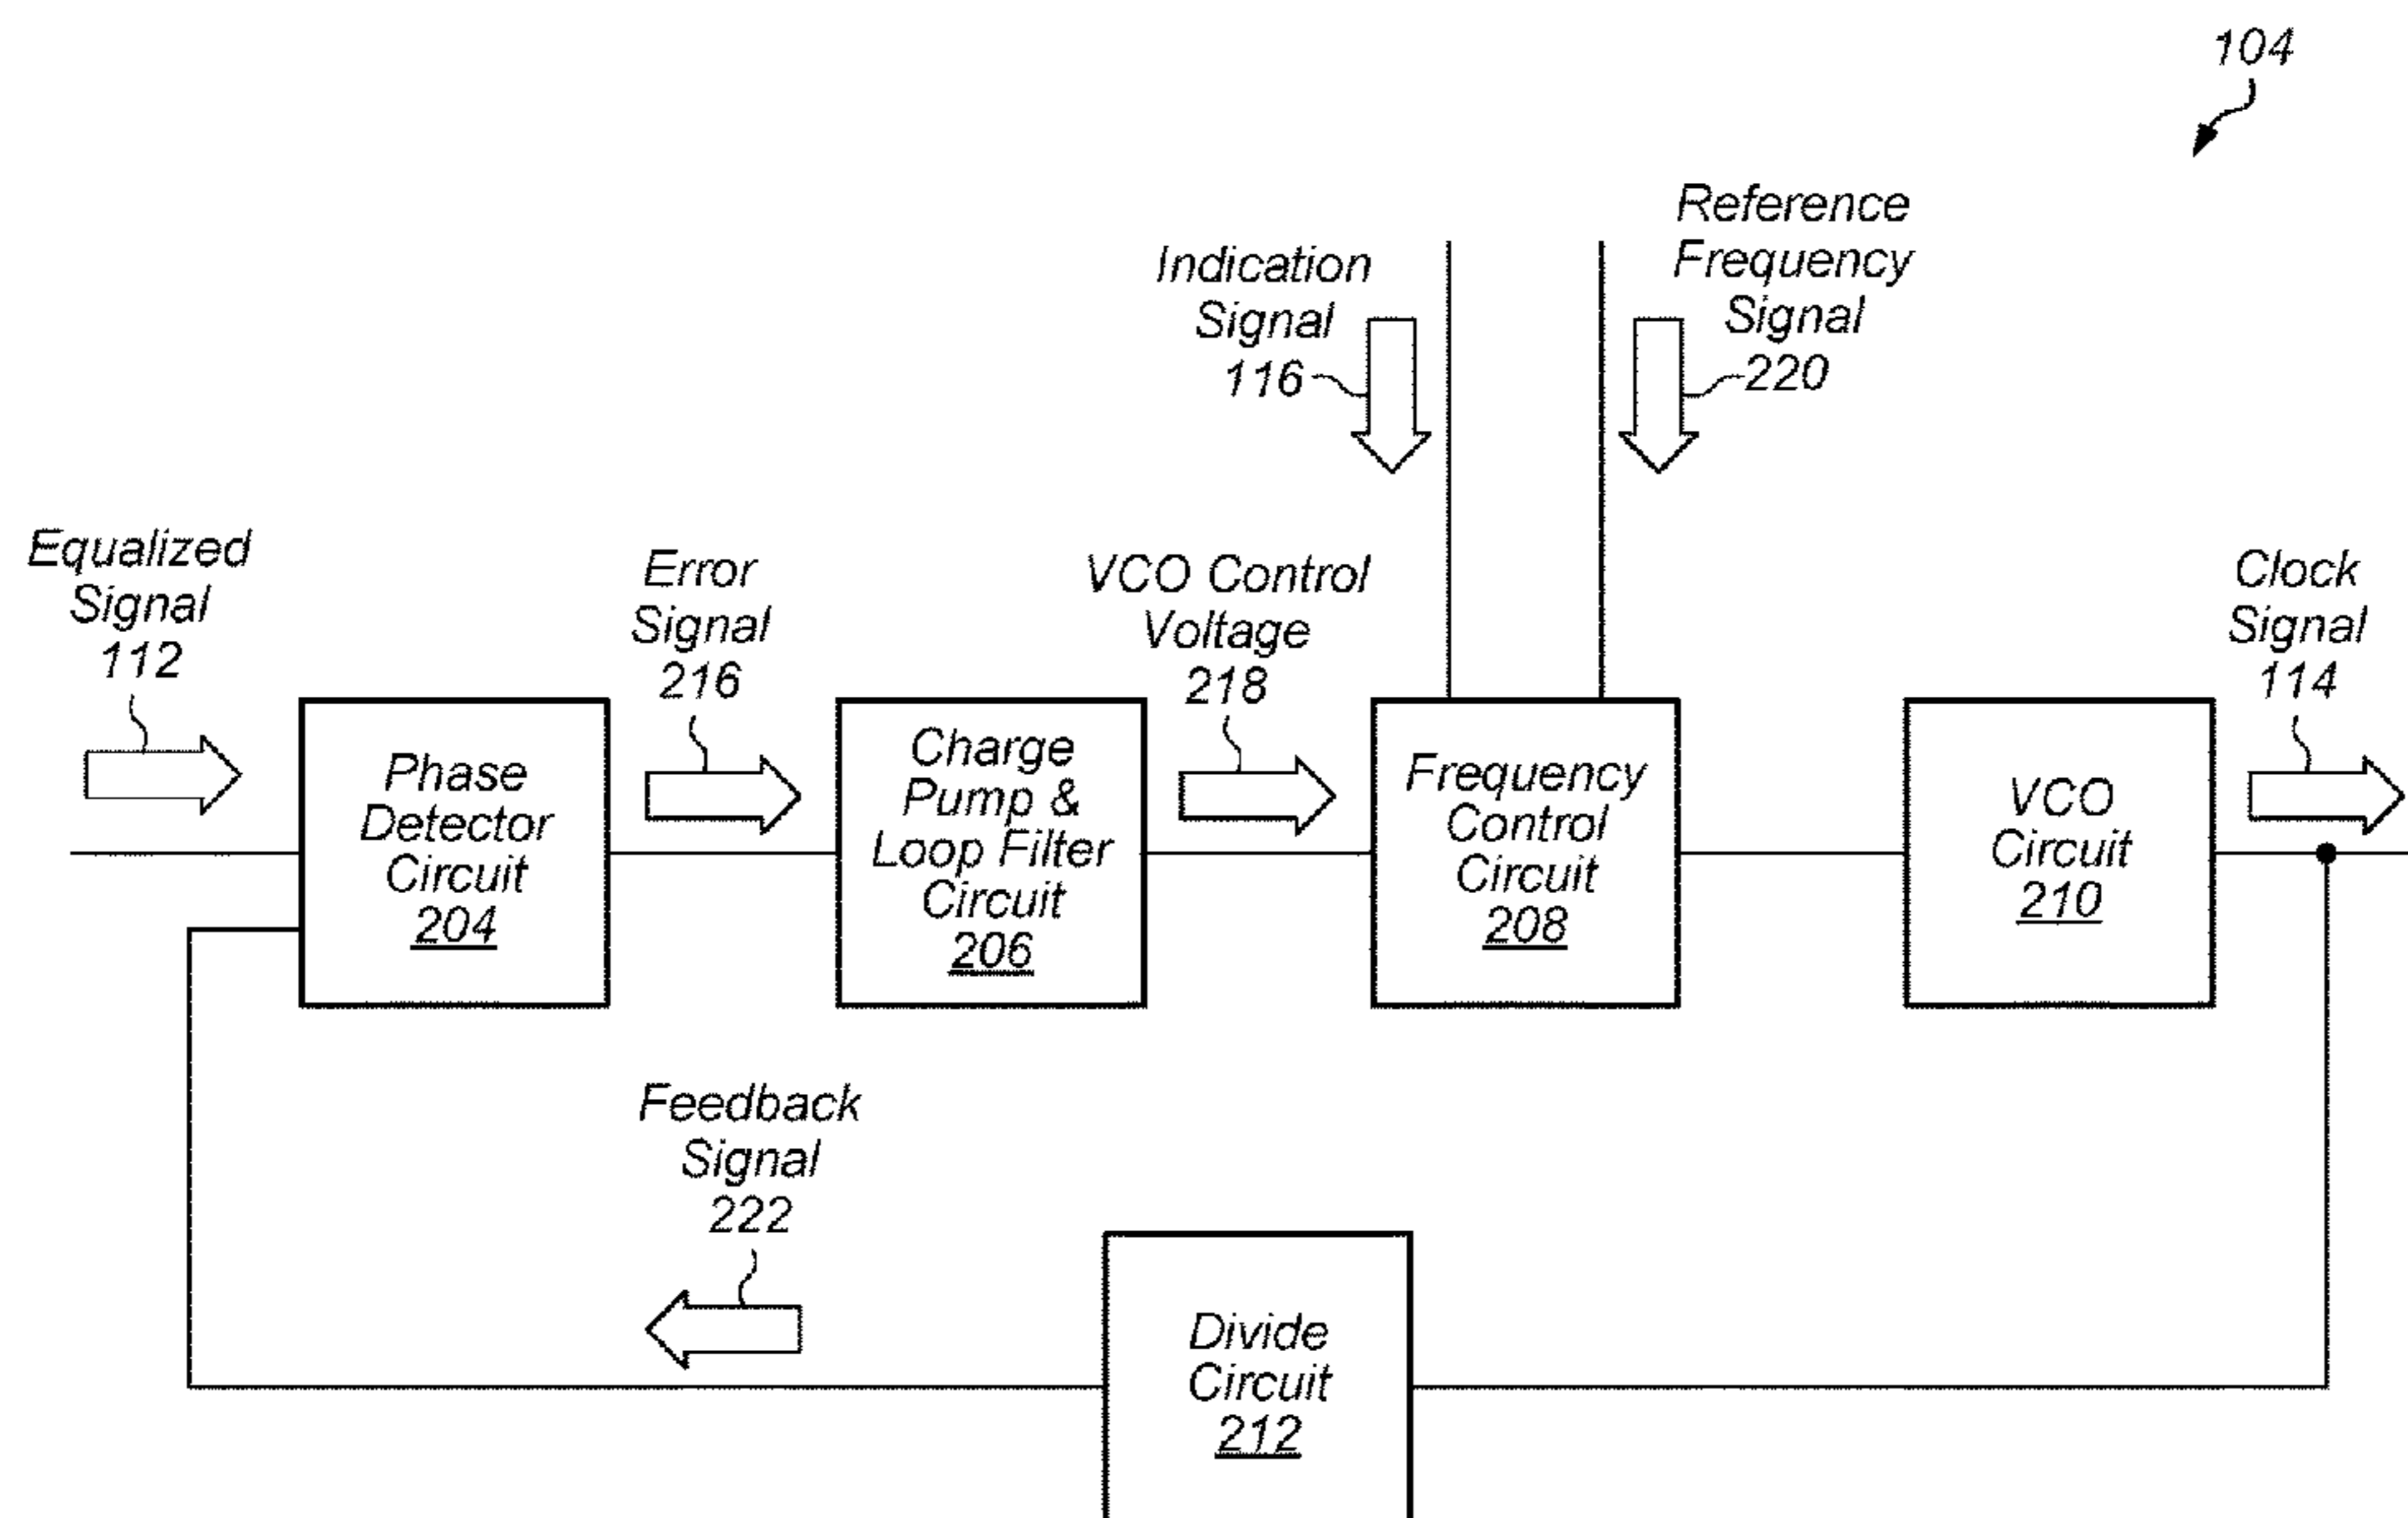 104
Reference
Frequency
Signal
220
Indication
Signal
116
Equalized
Signal
112
Error
Signal
216
VCO Control
Voltage
218
Clock
Signal
114
Phase
Detector
Circuit
204
Charge
Pump &
Loop Filter
Circuit
206
Frequency
Control
Circuit
208
VCO
Circuit
210
Feedback
Signal
222
Divide
Circuit
212